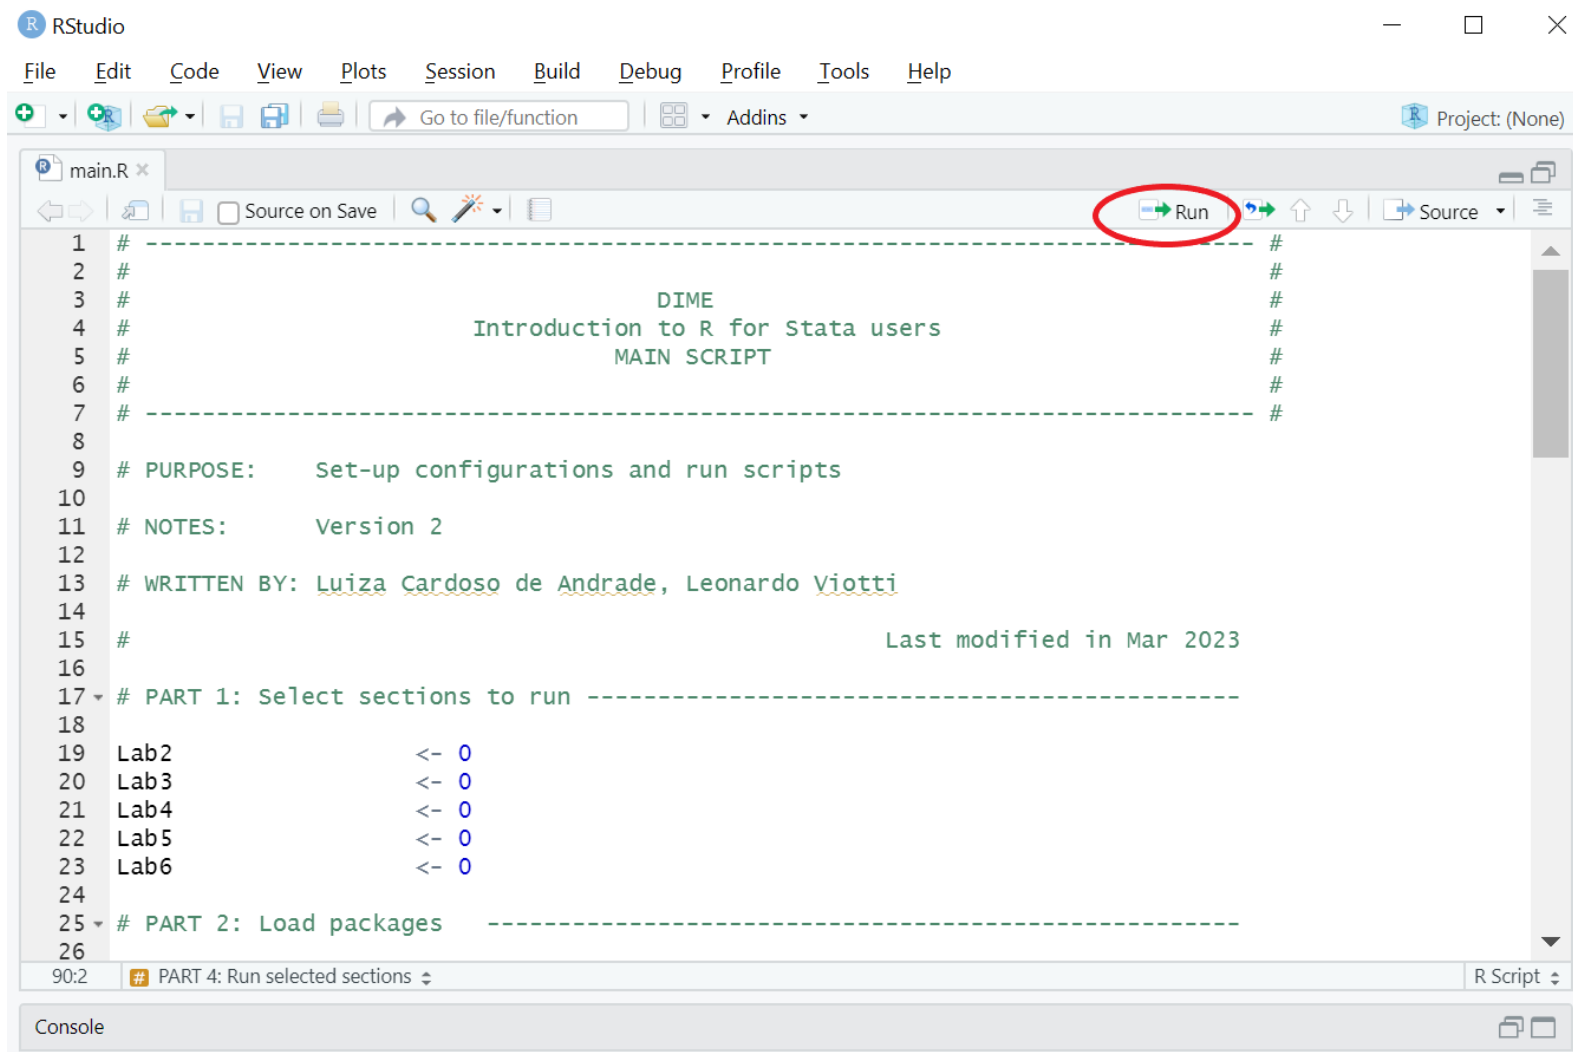 RStudio
File Edit Code View Plots Session Build Debug Profile Tools Help
Go to file/function Addins Project: (None)
main.R
Source on Save Run Source
1 # ------------------------------------------------------------------------------ #
2 # #
3 # DIME #
4 # Introduction to R for Stata users #
5 # MAIN SCRIPT #
6 # #
7 # ------------------------------------------------------------------------------ #
8
9 # PURPOSE: Set-up configurations and run scripts
10
11 # NOTES: Version 2
12
13 # WRITTEN BY: Luiza Cardoso de Andrade, Leonardo Viotti
14
15 # Last modified in Mar 2023
16
17 # PART 1: Select sections to run ----------------------------------------------
18
19 Lab2 <- 0
20 Lab3 <- 0
21 Lab4 <- 0
22 Lab5 <- 0
23 Lab6 <- 0
24
25 # PART 2: Load packages -----------------------------------------------------
26
90:2 # PART 4: Run selected sections R Script
Console